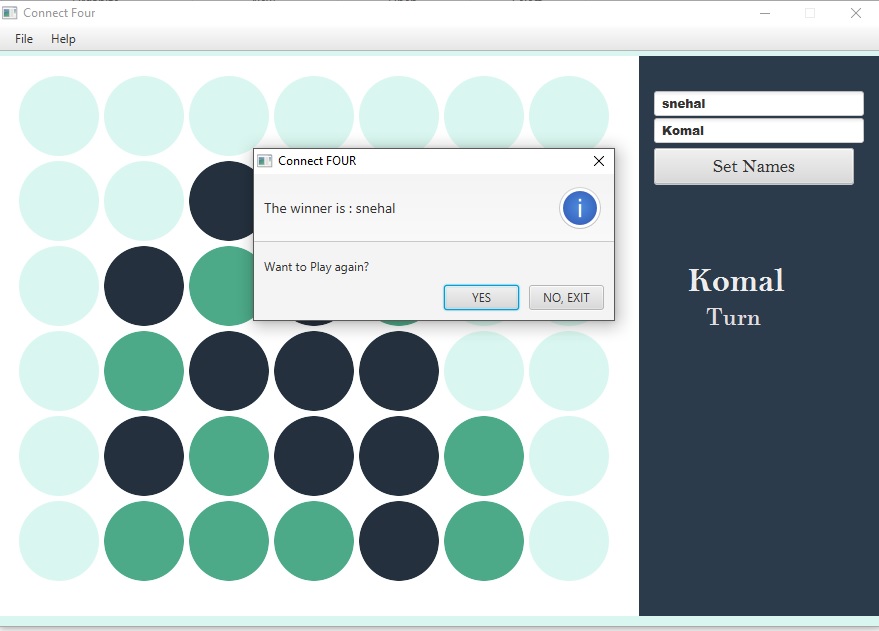 Connect Four
File Help
snehal
Komal
Set Names
Connect FOUR
The winner is : snehal
i
Want to Play again?
YES NO, EXIT
Komal
Turn